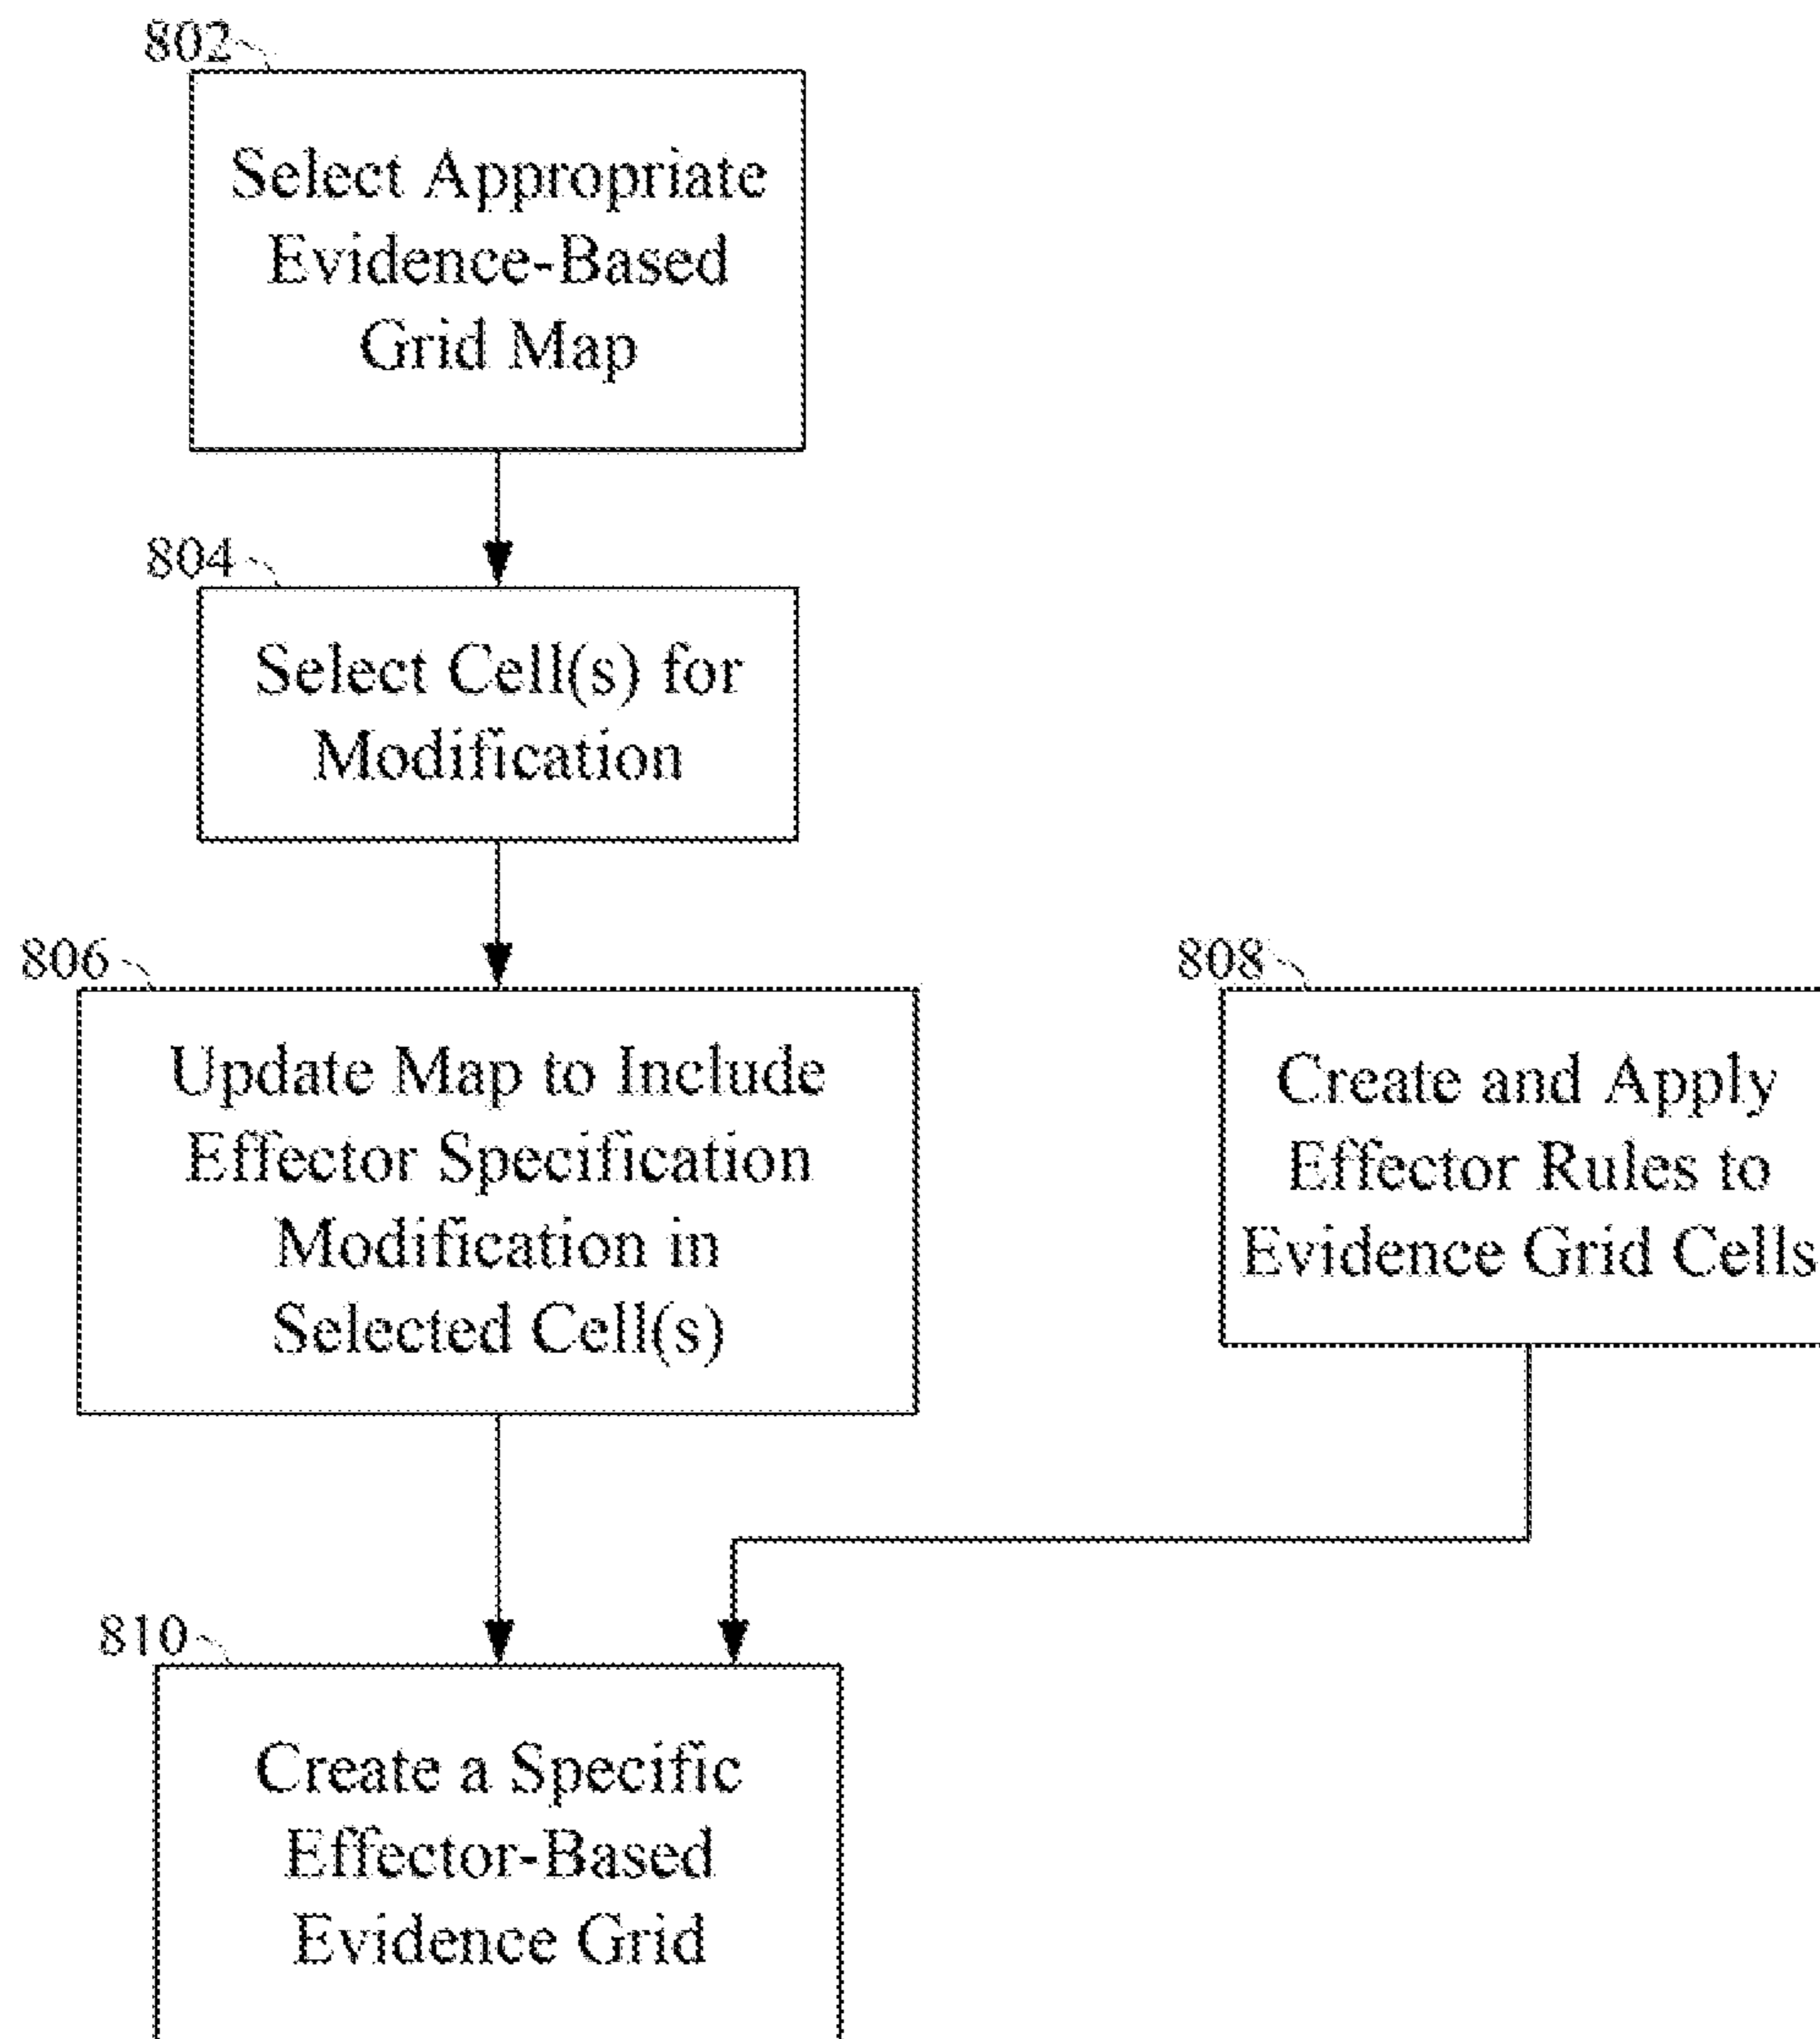 802
Select Appropriate
Evidence-Based
Grid Map
804
Select Cell(s) for
Modification
806
Update Map to Include
Effector Specification
Modification in
Selected Cell(s)
808
Create and Apply
Effector Rules to
Evidence Grid Cells
810
Create a Specific
Effector-Based
Evidence Grid